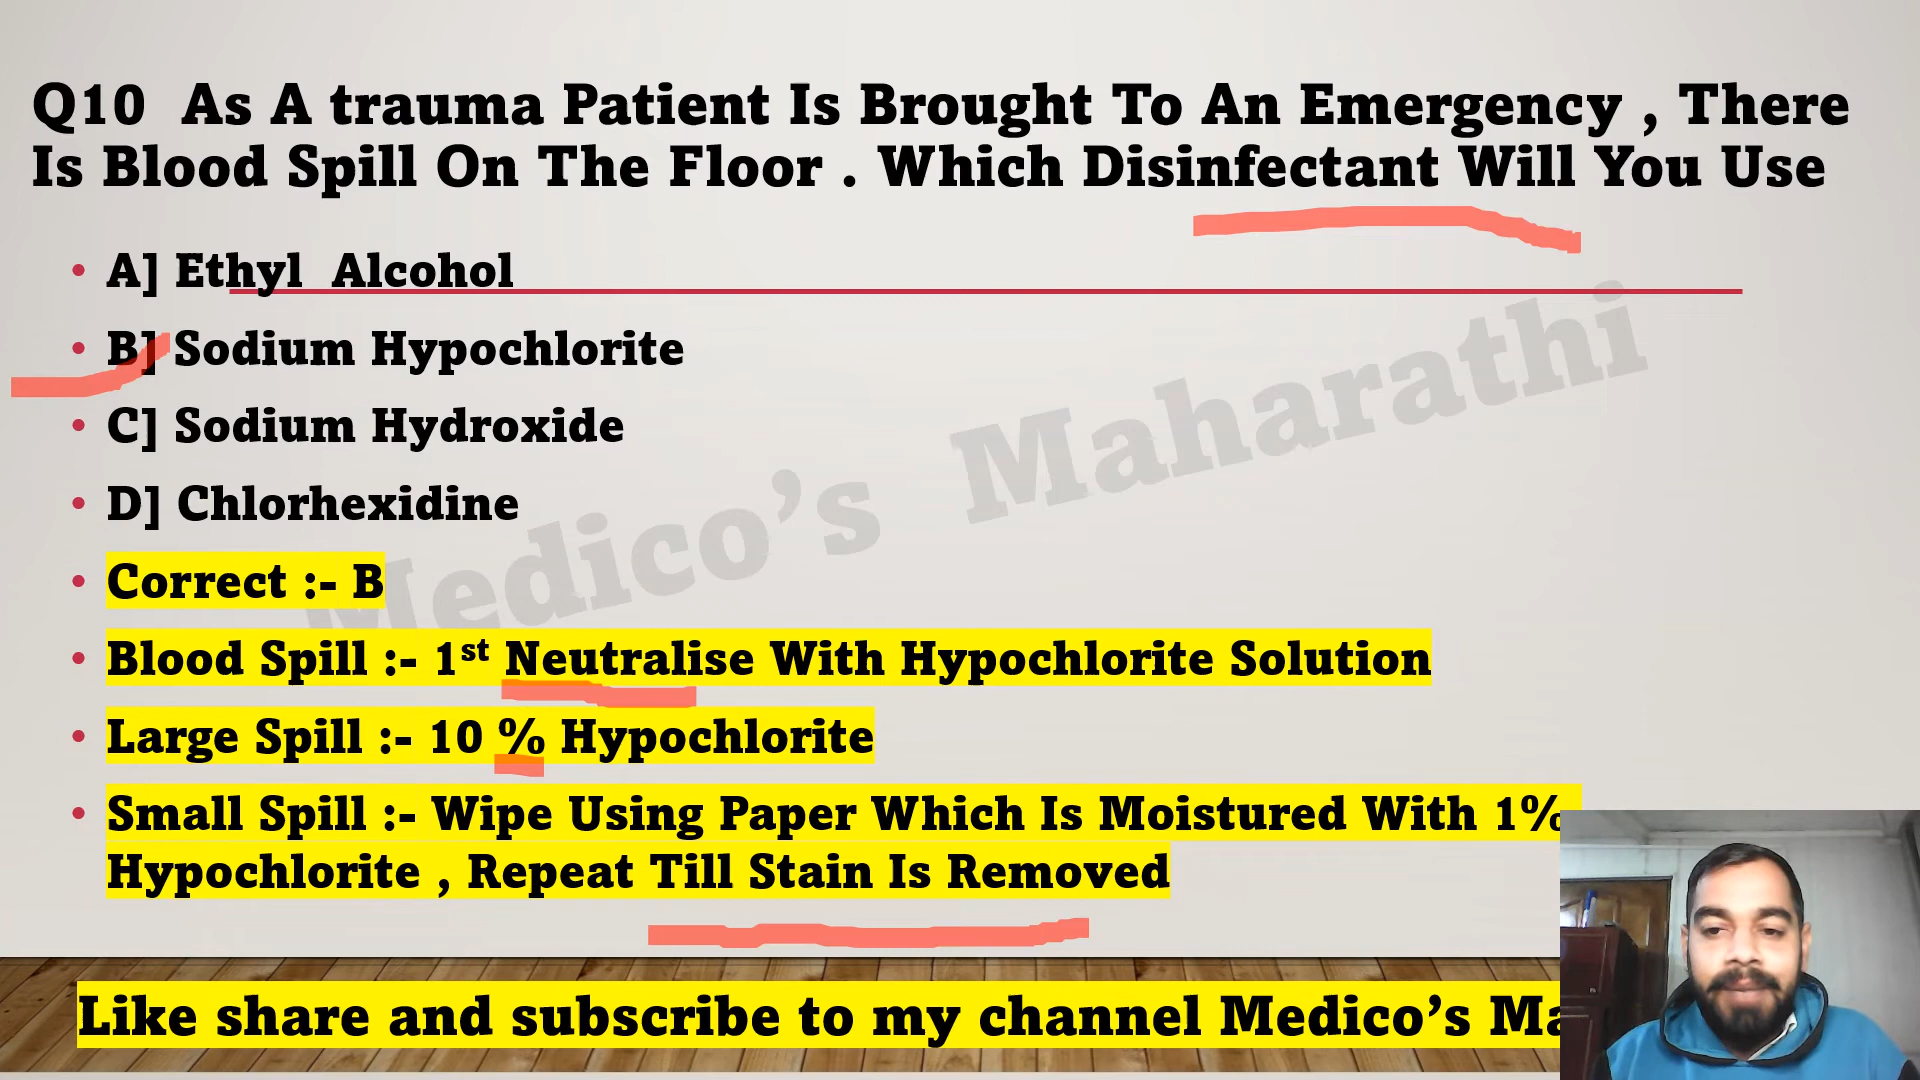 Q10 As A trauma Patient Is Brought To An Emergency , There
Is Blood Spill On The Floor . Which Disinfectant Will You Use
• A] Ethyl Alcohol
• B] Sodium Hypochlorite
• C] Sodium Hydroxide
• D] Chlorhexidine
• Correct :- B
• Blood Spill :- 1st Neutralise With Hypochlorite Solution
• Large Spill :- 10 % Hypochlorite
• Small Spill :- Wipe Using Paper Which Is Moistured With 1%
Hypochlorite , Repeat Till Stain Is Removed
Medico’s Maharathi
Like share and subscribe to my channel Medico’s